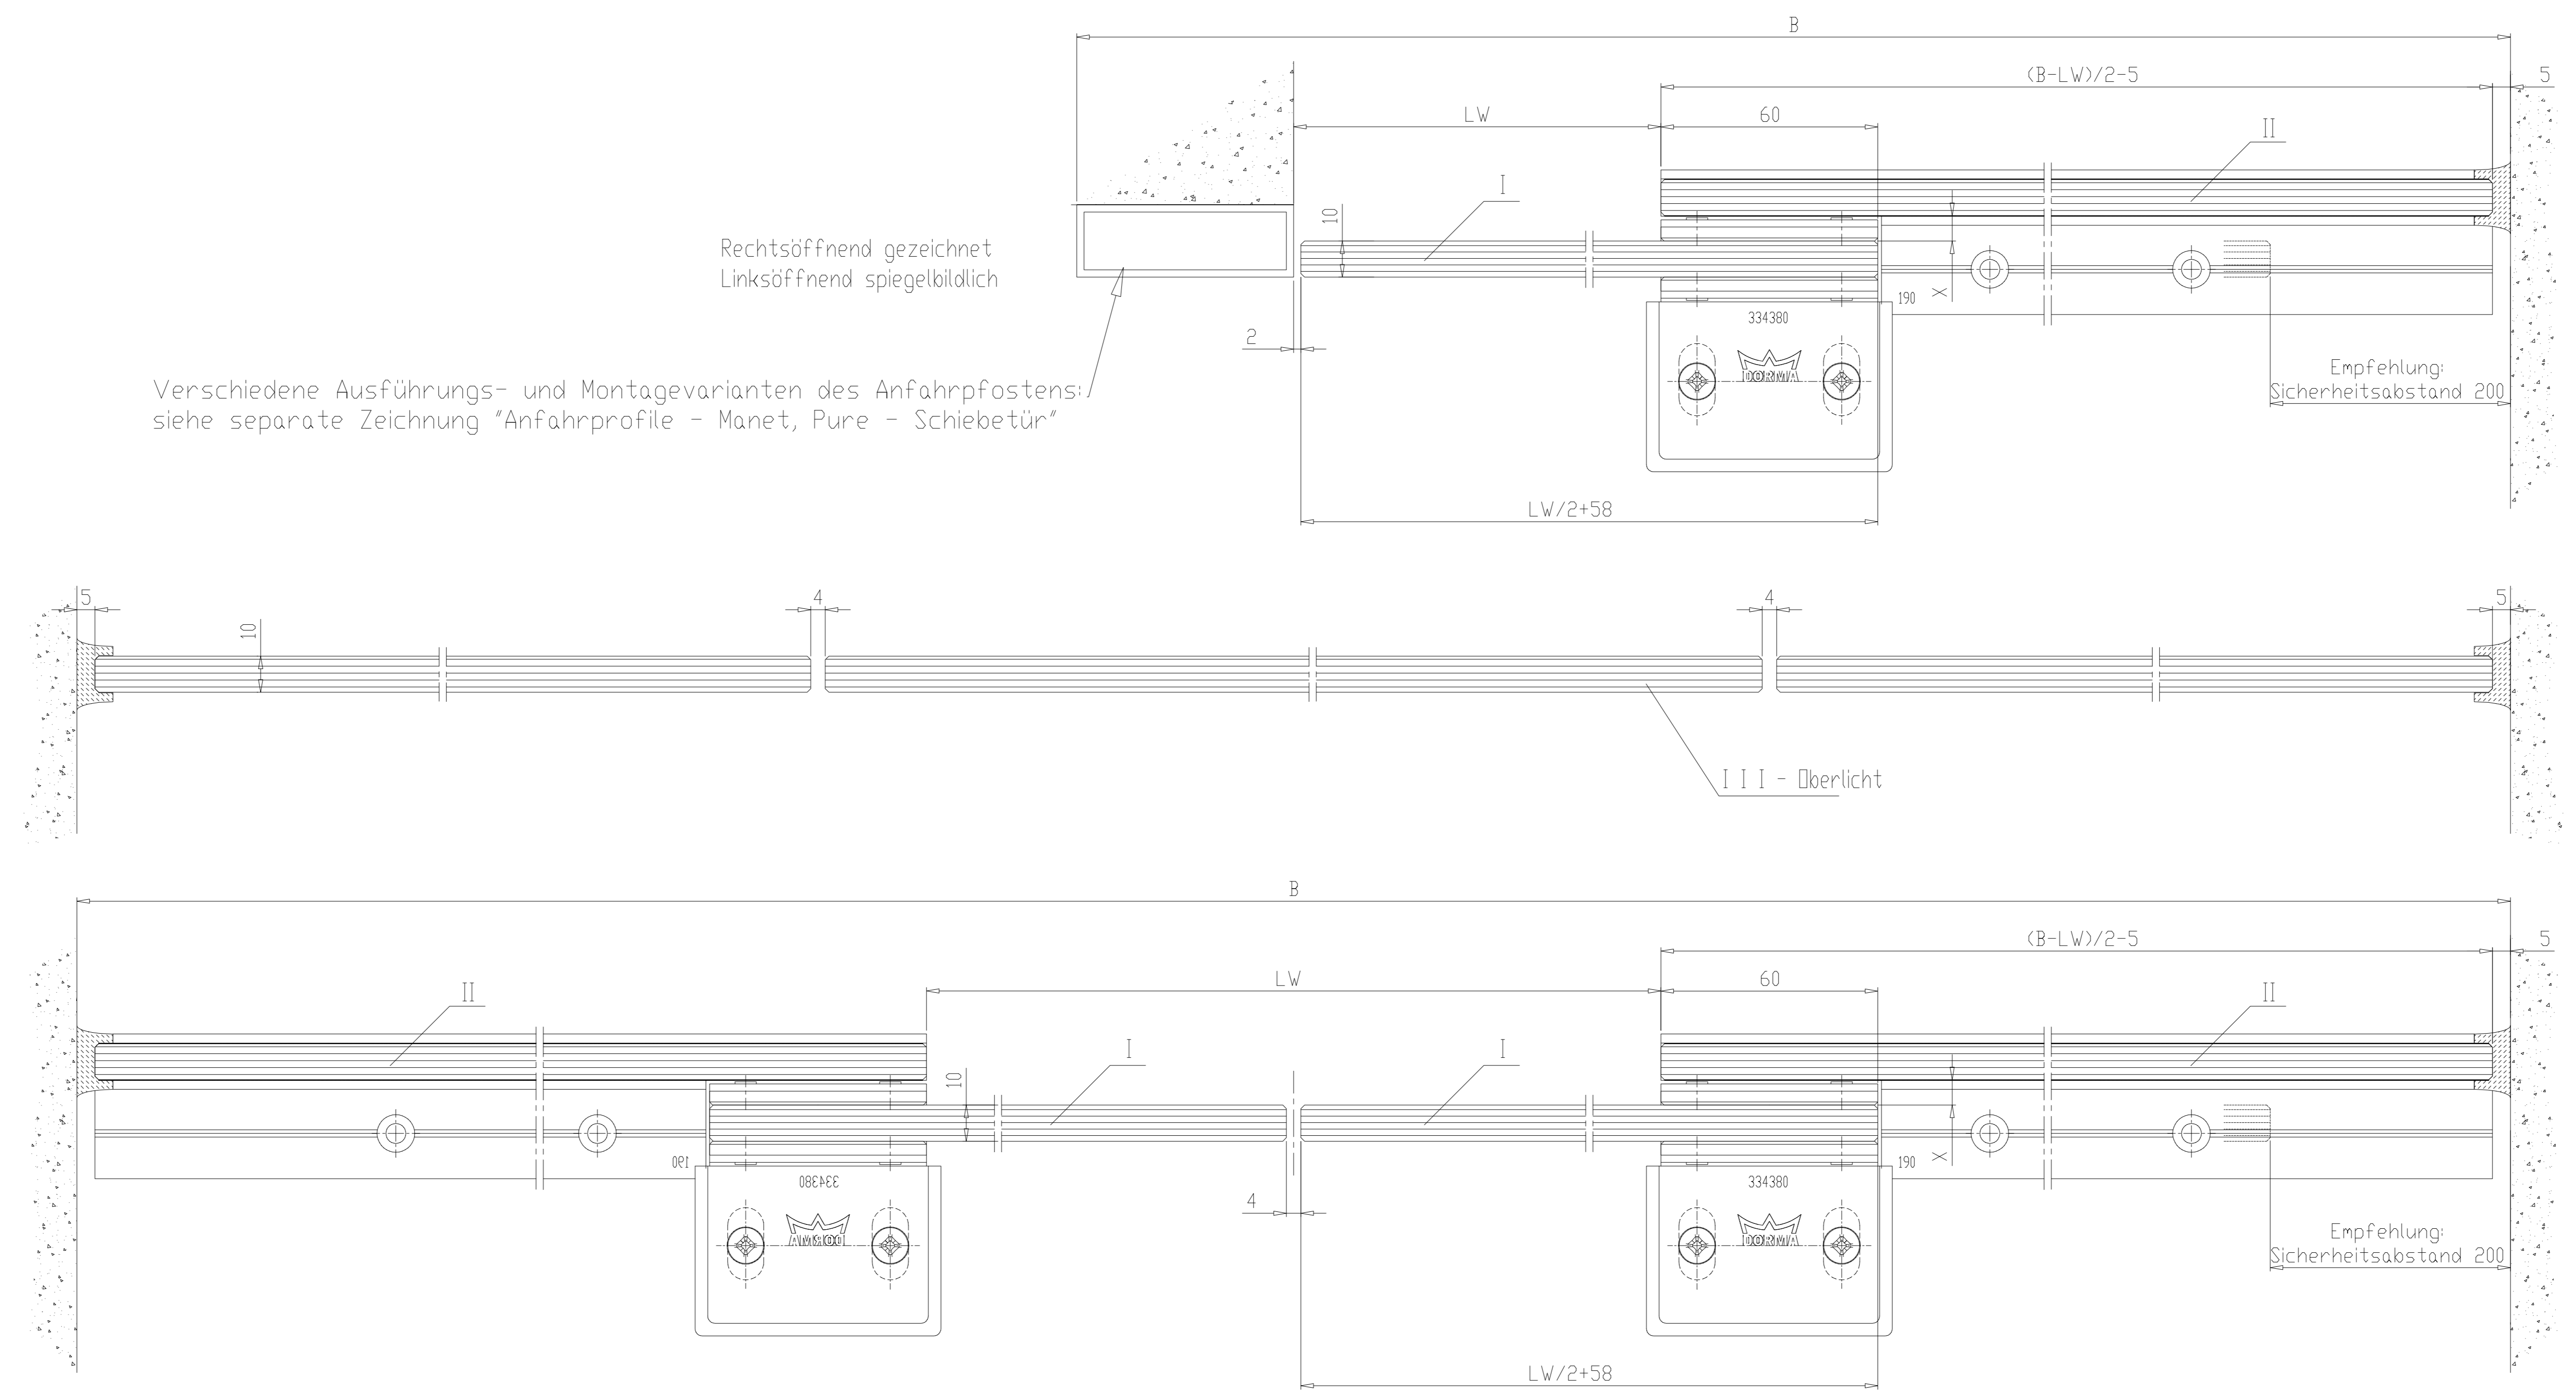 B
(B-LW)/2-5
5
LW
60
II
I
10
Rechtsöffnend gezeichnet
Linksöffnend spiegelbildlich
190
X
334380
2
DORMA
Verschiedene Ausführungs- und Montagevarianten des Anfahrpfostens:
siehe separate Zeichnung "Anfahrprofile - Manet, Pure - Schiebetür"
Empfehlung:
Sicherheitsabstand 200
LW/2+58
5
4
4
5
10
III - Oberlicht
B
(B-LW)/2-5
5
LW
60
II
II
I
I
10
190
190
X
334380
334380
4
DORMA
DORMA
Empfehlung:
Sicherheitsabstand 200
LW/2+58